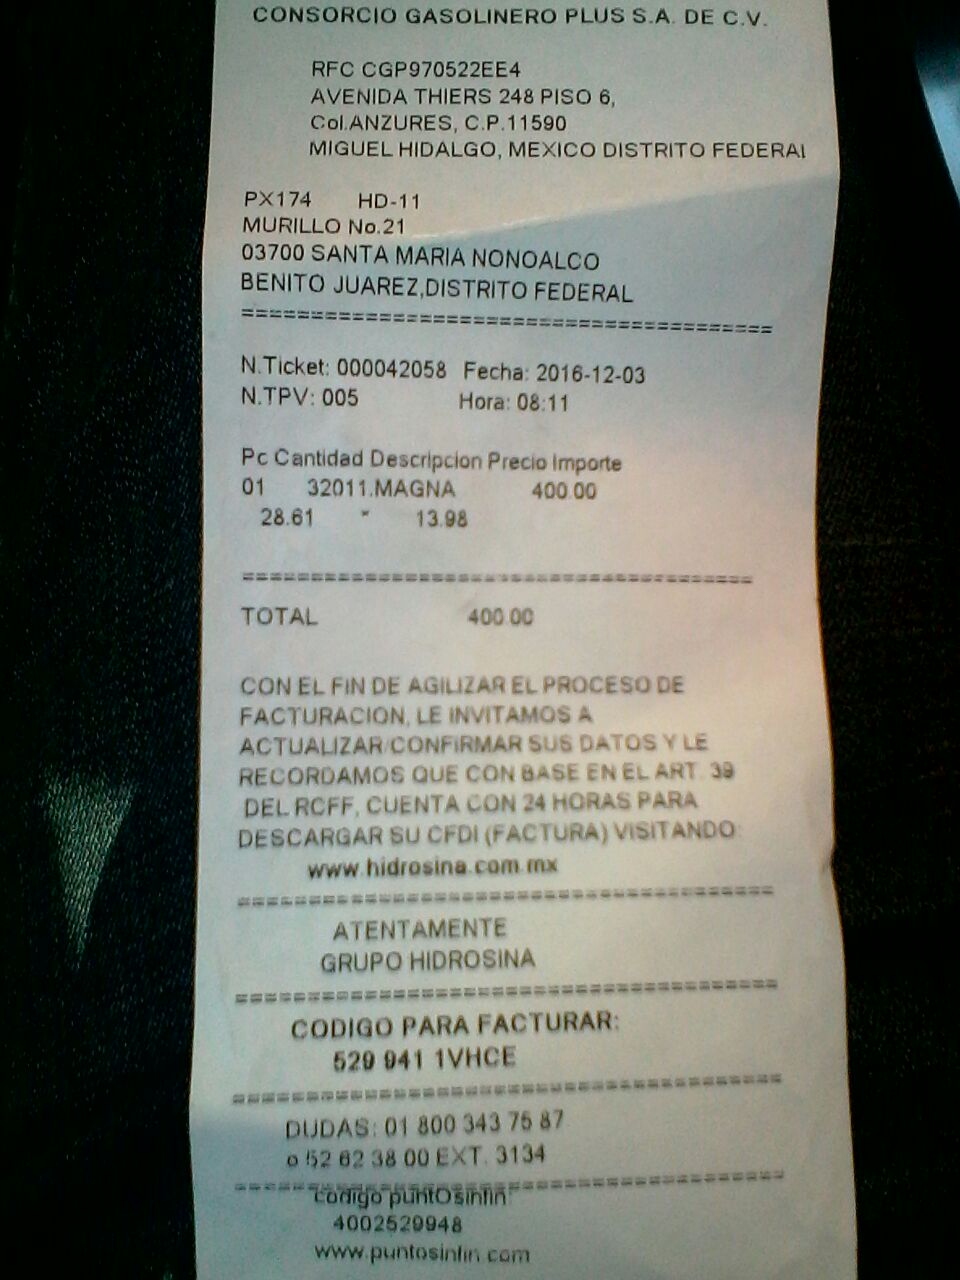 CONSORCIO GASOLINERO PLUS S.A. DE C.V.
RFC CGP970522EE4
AVENIDA THIERS 248 PISO 6,
Col.ANZURES, C.P.11590
MIGUEL HIDALGO, MEXICO DISTRITO FEDERAL
PX174 HD-11
MURILLO No.21
03700 SANTA MARIA NONOALCO
BENITO JUAREZ,DISTRITO FEDERAL
=======================================
N.Ticket: 000042058 Fecha: 2016-12-03
N.TPV: 005 Hora: 08:11
Pc Cantidad Descripcion Precio Importe
01 32011.MAGNA 400.00
28.61 * 13.98
=======================================
TOTAL 400.00
CON EL FIN DE AGILIZAR EL PROCESO DE
FACTURACION, LE INVITAMOS A
ACTUALIZAR/CONFIRMAR SUS DATOS Y LE
RECORDAMOS QUE CON BASE EN EL ART. 39
DEL RCFF, CUENTA CON 24 HORAS PARA
DESCARGAR SU CFDI (FACTURA) VISITANDO:
www.hidrosina.com.mx
=======================================
ATENTAMENTE
GRUPO HIDROSINA
=======================================
CODIGO PARA FACTURAR:
529 941 1VHCE
=======================================
DUDAS: 01 800 343 75 87
o 52 62 38 00 EXT. 3134
=======================================
codigo puntOsinfin:
4002529948
www.puntosinfin.com